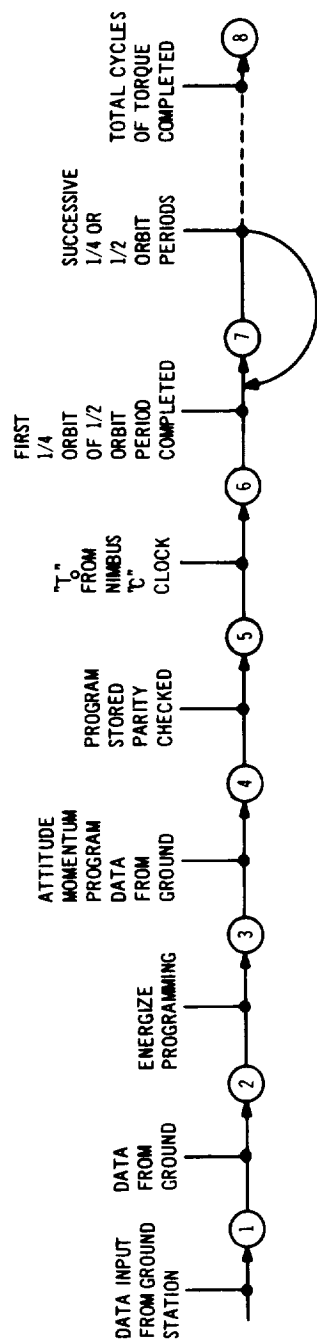 DATA INPUT
FROM GROUND
STATION
1
DATA
FROM
GROUND
2
ENERGIZE
PROGRAMMING
3
ATTITUDE
MOMENTUM
PROGRAM
DATA
FROM
GROUND
4
PROGRAM
STORED
PARITY
CHECKED
5
"To"
FROM
NIMBUS
"C"
CLOCK
6
FIRST
1/4
ORBIT
OF 1/2
ORBIT
PERIOD
COMPLETED
7
SUCCESSIVE
1/4 OR
1/2
ORBIT
PERIODS
TOTAL CYCLES
OF TORQUE
COMPLETED
8